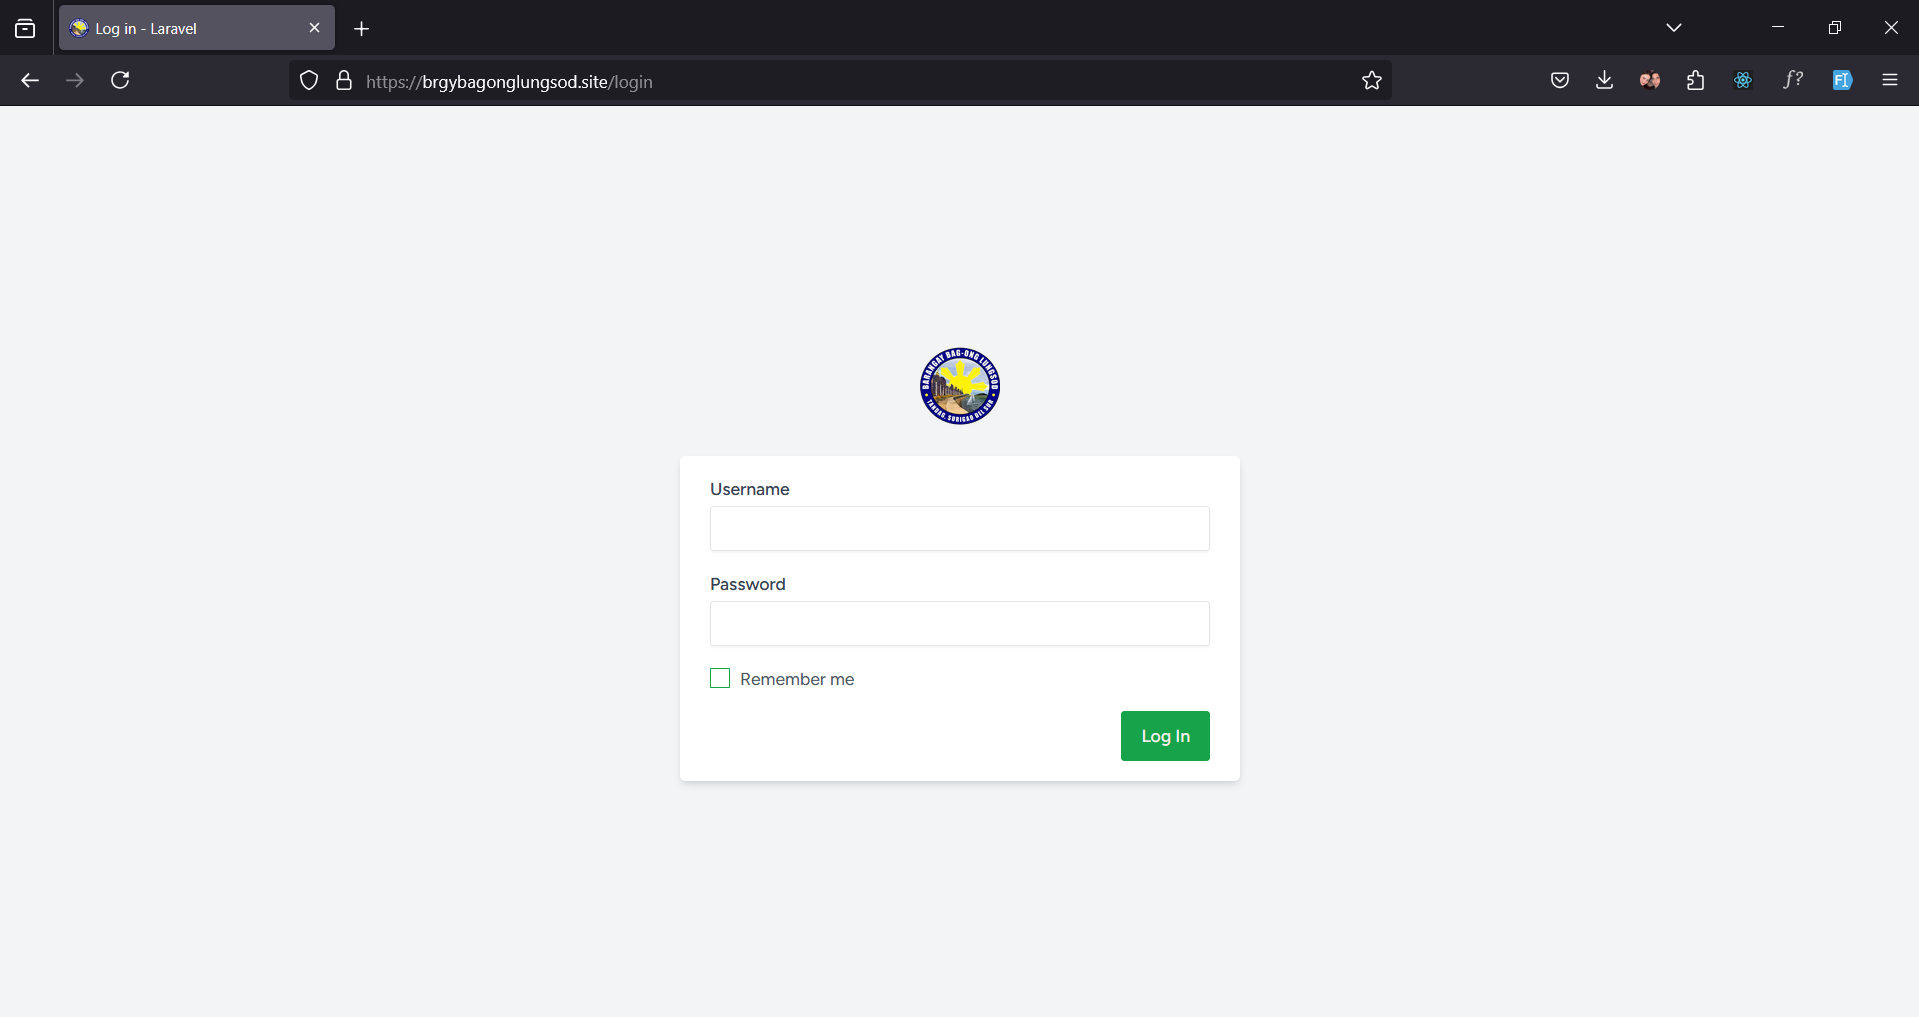 Log in - Laravel
https://brgybagonglungsod.site/login
f?
FI
BARANGAY BAG-ONG LUNGSOD
TANDAG, SURIGAO DEL SUR
Username
Password
Remember me
Log In